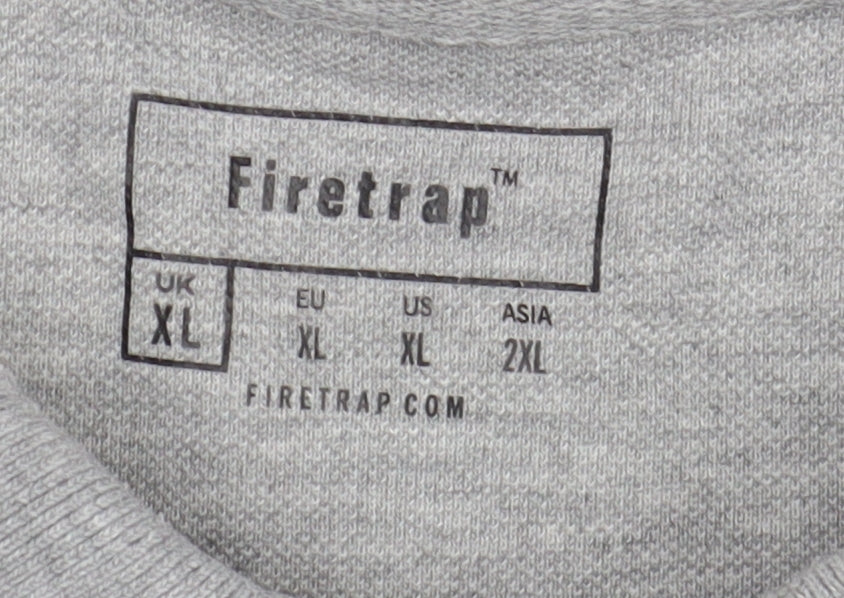 Firetrap™
UK EU US ASIA
XL XL XL 2XL
FIRETRAP COM